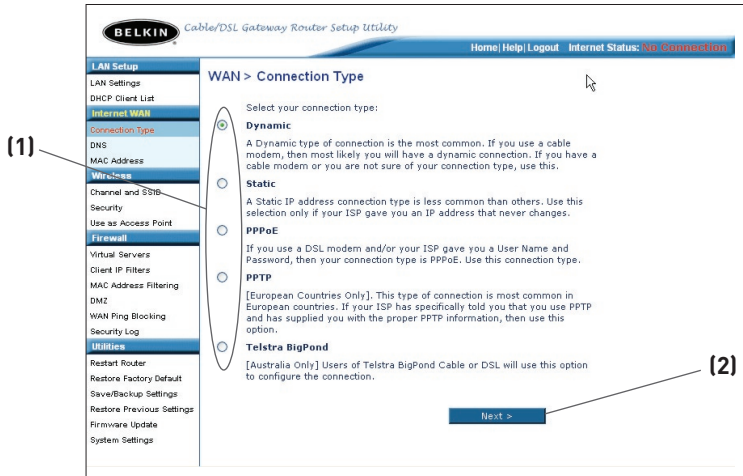 BELKIN Cable/DSL Gateway Router Setup Utility
Home| Help| Logout Internet Status: No Connection
LAN Setup
LAN Settings
DHCP Client List
Internet WAN
Connection Type
DNS
MAC Address
Wireless
Channel and SSID
Security
Use as Access Point
Firewall
Virtual Servers
Client IP Filters
MAC Address Filtering
DMZ
WAN Ping Blocking
Security Log
Utilities
Restart Router
Restore Factory Default
Save/Backup Settings
Restore Previous Settings
Firmware Update
System Settings
WAN > Connection Type
Select your connection type:
Dynamic
A Dynamic type of connection is the most common. If you use a cable
modem, then most likely you will have a dynamic connection. If you have a
cable modem or you are not sure of your connection type, use this.
Static
A Static IP address connection type is less common than others. Use this
selection only if your ISP gave you an IP address that never changes.
PPPoE
If you use a DSL modem and/or your ISP gave you a User Name and
Password, then your connection type is PPPoE. Use this connection type.
PPTP
[European Countries Only]. This type of connection is most common in
European countries. If your ISP has specifically told you that you use PPTP
and has supplied you with the proper PPTP information, then use this
option.
Telstra BigPond
[Australia Only] Users of Telstra BigPond Cable or DSL will use this option
to configure the connection.
Next >
(1)
(2)